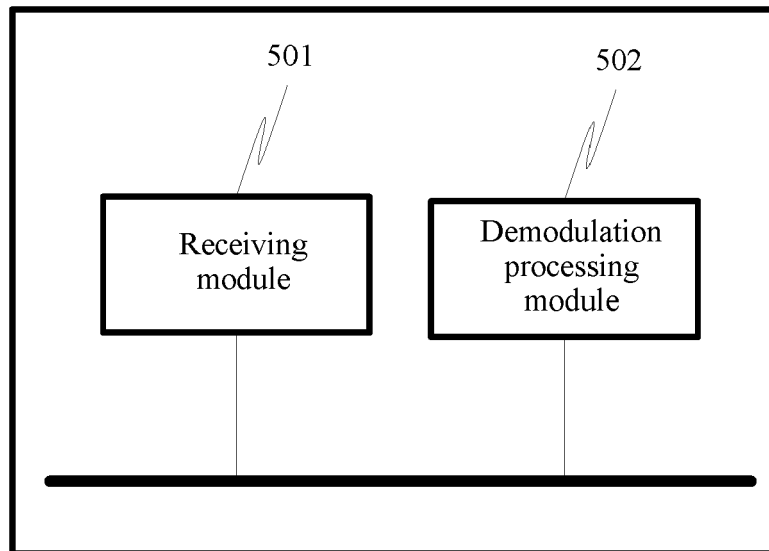 501
502
Receiving
module
Demodulation
processing
module